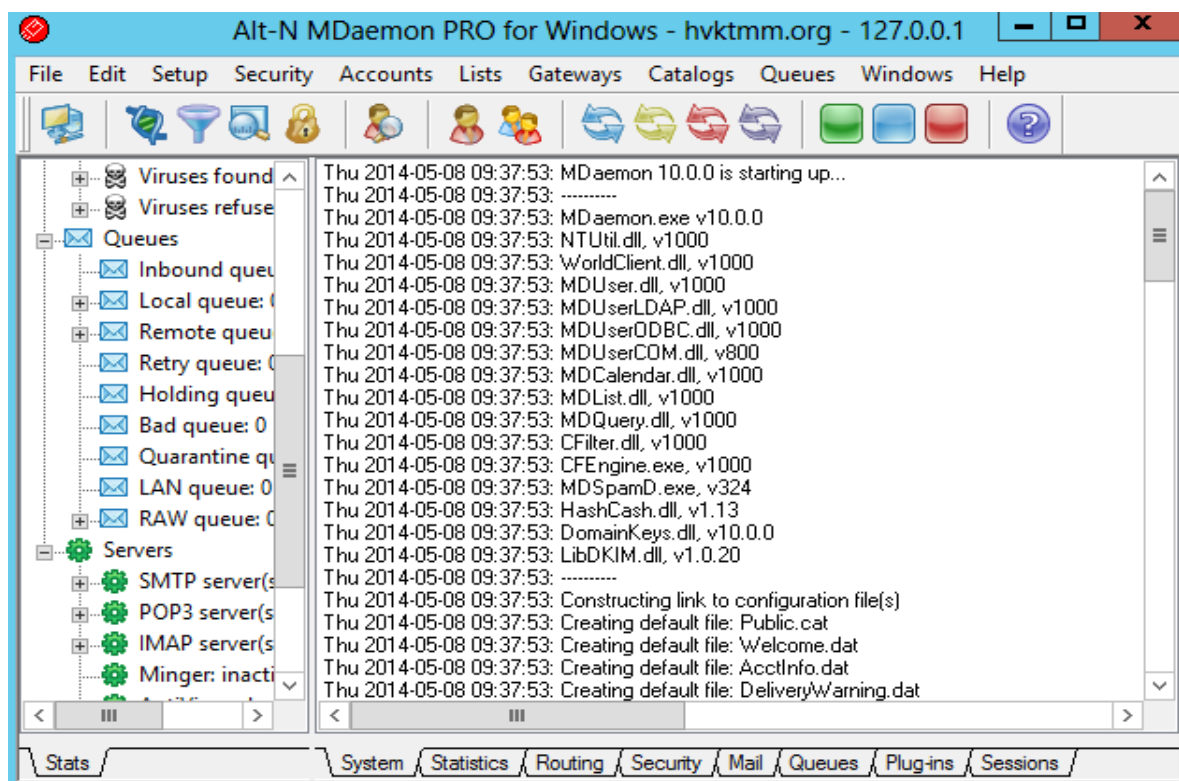 Alt-N MDaemon PRO for Windows - hvktmm.org - 127.0.0.1
File Edit Setup Security Accounts Lists Gateways Catalogs Queues Windows Help
Viruses found
Viruses refuse
Queues
Inbound queu
Local queue: 0
Remote queu
Retry queue: 0
Holding queu
Bad queue: 0
Quarantine qu
LAN queue: 0
RAW queue: 0
Servers
SMTP server(s
POP3 server(s
IMAP server(s
Minger: inacti
Stats
Thu 2014-05-08 09:37:53: MDaemon 10.0.0 is starting up...
Thu 2014-05-08 09:37:53: ----------
Thu 2014-05-08 09:37:53: MDaemon.exe v10.0.0
Thu 2014-05-08 09:37:53: NTUtil.dll, v1000
Thu 2014-05-08 09:37:53: WorldClient.dll, v1000
Thu 2014-05-08 09:37:53: MDUser.dll, v1000
Thu 2014-05-08 09:37:53: MDUserLDAP.dll, v1000
Thu 2014-05-08 09:37:53: MDUserODBC.dll, v1000
Thu 2014-05-08 09:37:53: MDUserCOM.dll, v800
Thu 2014-05-08 09:37:53: MDCalendar.dll, v1000
Thu 2014-05-08 09:37:53: MDList.dll, v1000
Thu 2014-05-08 09:37:53: MDQuery.dll, v1000
Thu 2014-05-08 09:37:53: CFilter.dll, v1000
Thu 2014-05-08 09:37:53: CFEngine.exe, v1000
Thu 2014-05-08 09:37:53: MDSpamD.exe, v324
Thu 2014-05-08 09:37:53: HashCash.dll, v1.13
Thu 2014-05-08 09:37:53: DomainKeys.dll, v10.0.0
Thu 2014-05-08 09:37:53: LibDKIM.dll, v1.0.20
Thu 2014-05-08 09:37:53: ----------
Thu 2014-05-08 09:37:53: Constructing link to configuration file(s)
Thu 2014-05-08 09:37:53: Creating default file: Public.cat
Thu 2014-05-08 09:37:53: Creating default file: Welcome.dat
Thu 2014-05-08 09:37:53: Creating default file: AcctInfo.dat
Thu 2014-05-08 09:37:53: Creating default file: DeliveryWarning.dat
System Statistics Routing Security Mail Queues Plug-ins Sessions